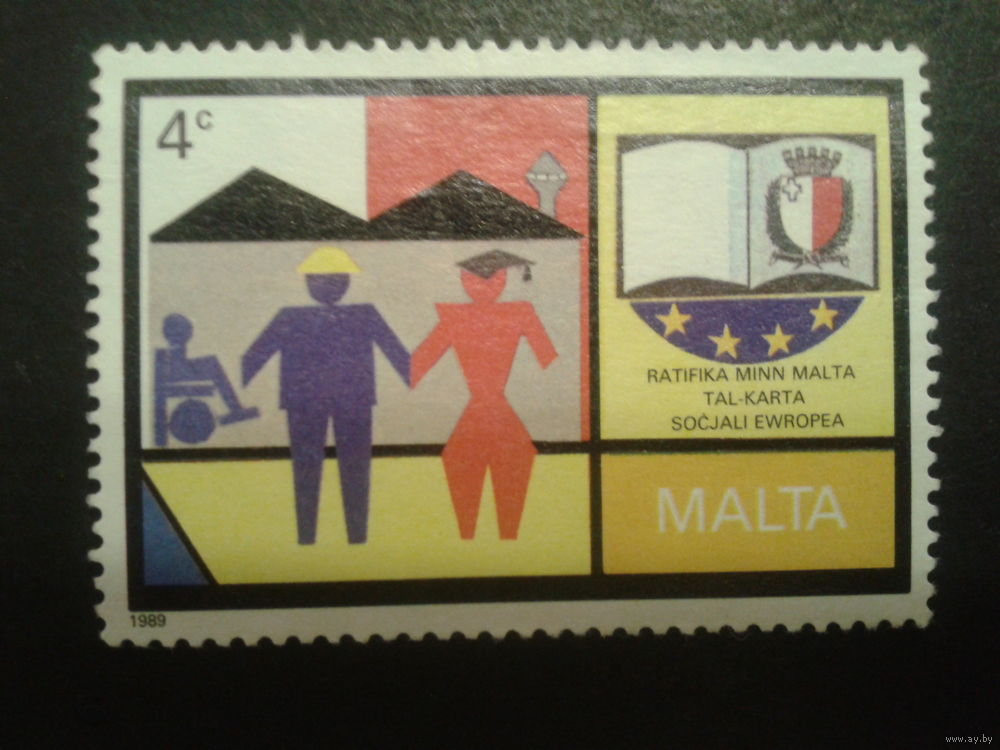 4c
RATIFIKA MINN MALTA
TAL-KARTA
SOĊJALI EWROPEA
MALTA
1989
www.ay.by